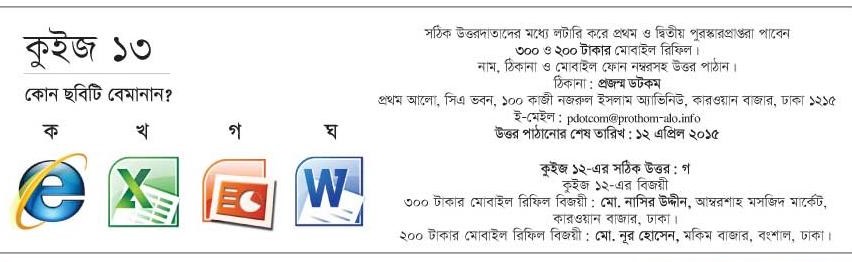 কুইজ ১৩
কোন ছবিটি বেমানান?
ক খ গ ঘ
সঠিক উত্তরদাতাদের মধ্যে লটারি করে প্রথম ও দ্বিতীয় পুরস্কারপ্রাপ্তরা পাবেন
৩০০ ও ২০০ টাকার মোবাইল রিফিল।
নাম, ঠিকানা ও মোবাইল ফোন নম্বরসহ উত্তর পাঠান।
ঠিকানা : প্রজন্ম ডটকম
প্রথম আলো, সিএ ভবন, ১০০ কাজী নজরুল ইসলাম অ্যাভিনিউ, কারওয়ান বাজার, ঢাকা ১২১৫
ই-মেইল : pdotcom@prothom-alo.info
উত্তর পাঠানোর শেষ তারিখ : ১২ এপ্রিল ২০১৫
কুইজ ১২-এর সঠিক উত্তর : গ
কুইজ ১২-এর বিজয়ী
৩০০ টাকার মোবাইল রিফিল বিজয়ী : মো. নাসির উদ্দীন, আম্বরশাহ মসজিদ মার্কেট,
কারওয়ান বাজার, ঢাকা।
২০০ টাকার মোবাইল রিফিল বিজয়ী : মো. নূর হোসেন, মকিম বাজার, বংশাল, ঢাকা।